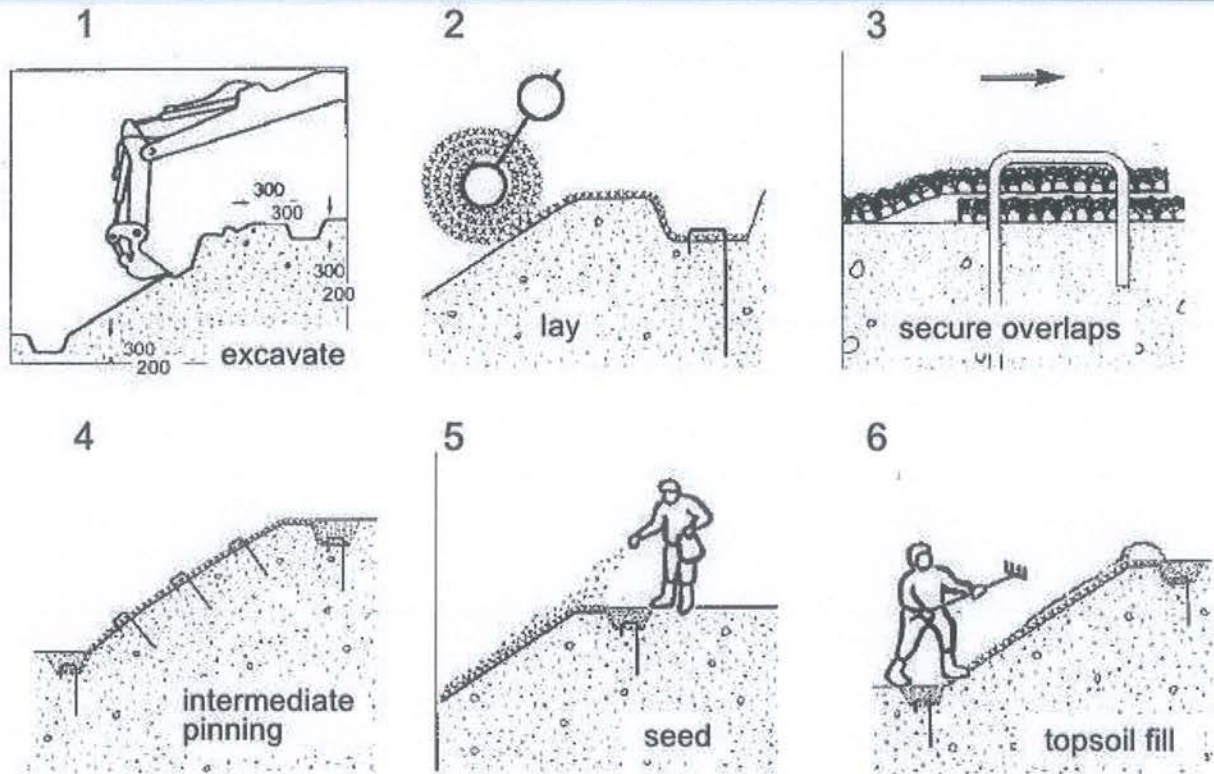 1
2
3
300
300
300
200
300
200
excavate
lay
secure overlaps
4
5
6
intermediate
pinning
seed
topsoil fill